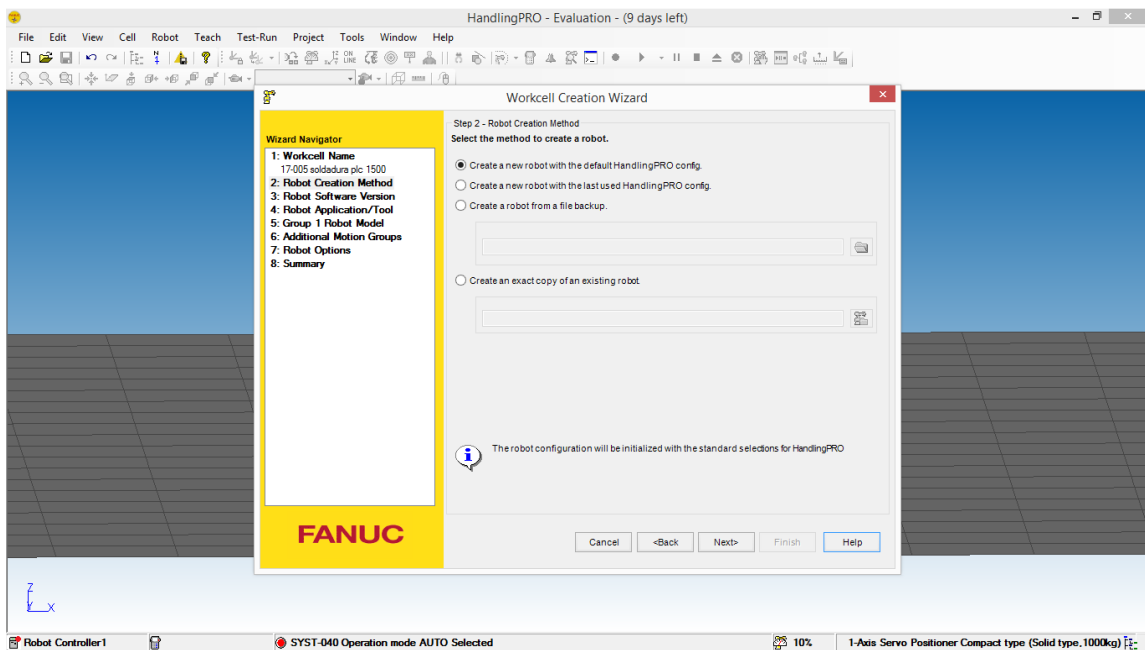 HandlingPRO - Evaluation - (9 days left)
File Edit View Cell Robot Teach Test-Run Project Tools Window Help
Workcell Creation Wizard
Wizard Navigator
1: Workcell Name
17-005 soldadura plc 1500
2: Robot Creation Method
3: Robot Software Version
4: Robot Application/Tool
5: Group 1 Robot Model
6: Additional Motion Groups
7: Robot Options
8: Summary
FANUC
Step 2 - Robot Creation Method
Select the method to create a robot.
Create a new robot with the default HandlingPRO config.
Create a new robot with the last used HandlingPRO config.
Create a robot from a file backup.
Create an exact copy of an existing robot
The robot configuration will be initialized with the standard selections for HandlingPRO
Cancel <Back Next> Finish Help
Z
Y X
Robot Controller1 SYST-040 Operation mode AUTO Selected 10% 1-Axis Servo Positioner Compact type (Solid type,1000kg)